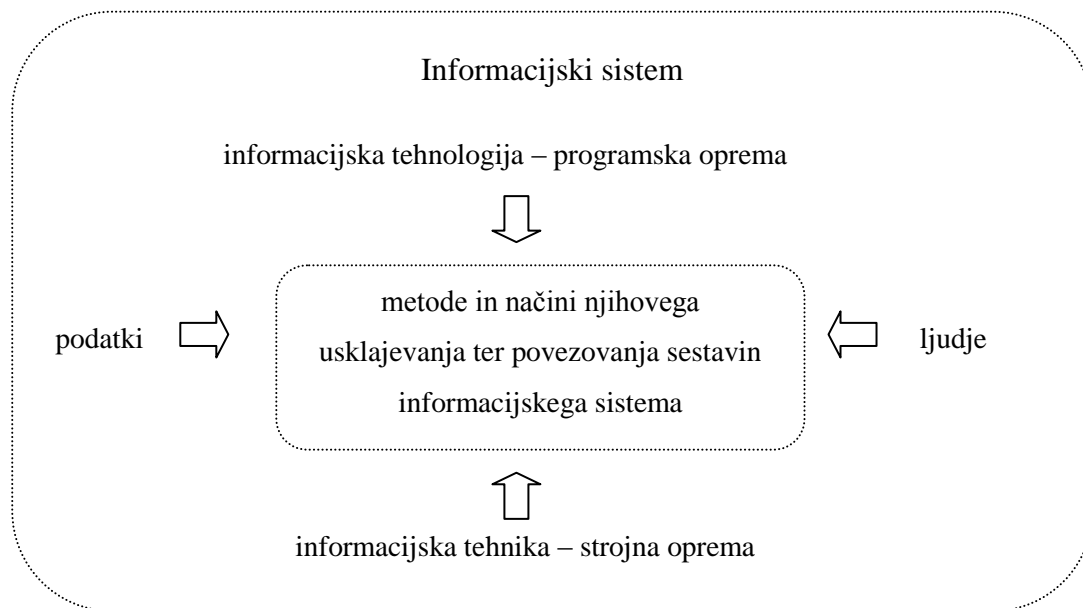 Informacijski sistem
informacijska tehnologija – programska oprema
metode in načini njihovega
podatki
usklajevanja ter povezovanja sestavin
ljudje
informacijskega sistema
informacijska tehnika – strojna oprema